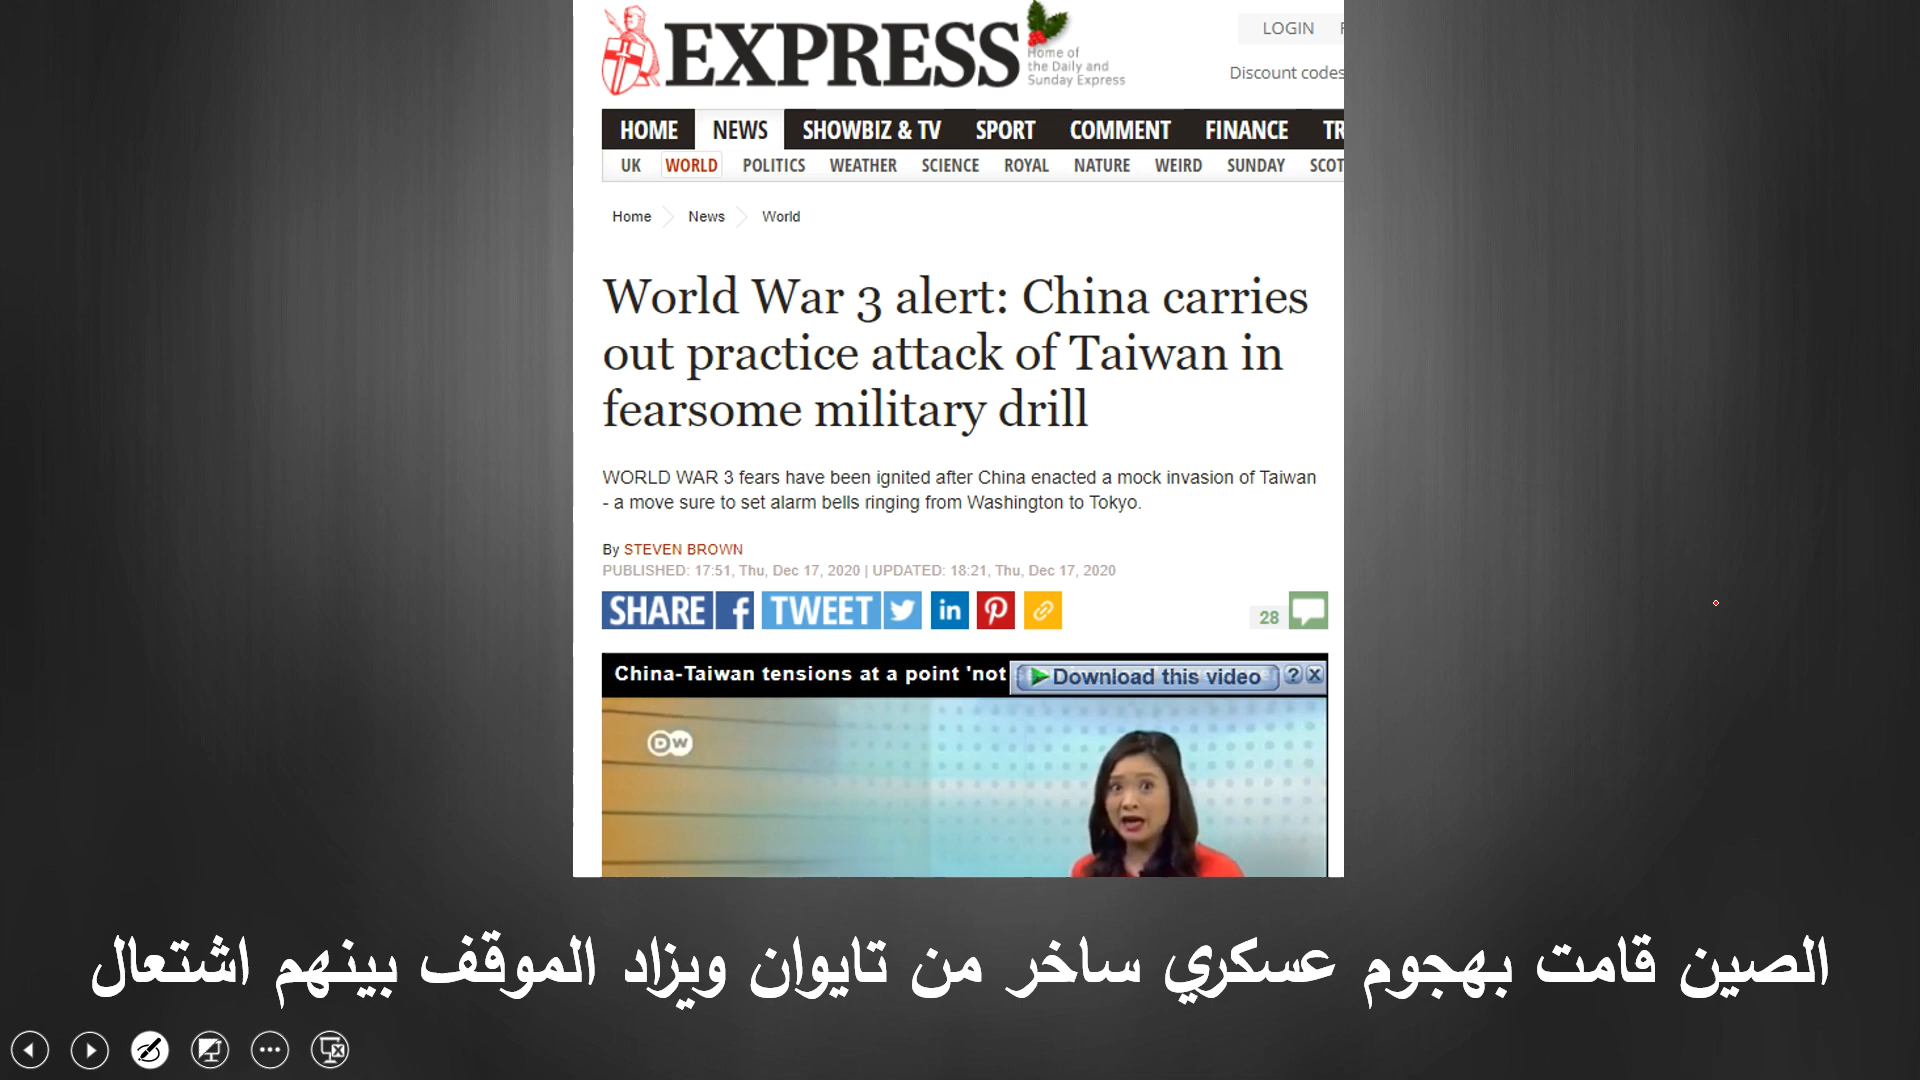 EXPRESS
Home of
the Daily and
Sunday Express
LOGIN
Discount codes
HOME NEWS SHOWBIZ & TV SPORT COMMENT FINANCE TR
UK WORLD POLITICS WEATHER SCIENCE ROYAL NATURE WEIRD SUNDAY SCOT
Home News World
World War 3 alert: China carries
out practice attack of Taiwan in
fearsome military drill
WORLD WAR 3 fears have been ignited after China enacted a mock invasion of Taiwan
- a move sure to set alarm bells ringing from Washington to Tokyo.
By STEVEN BROWN
PUBLISHED: 17:51, Thu, Dec 17, 2020 | UPDATED: 18:21, Thu, Dec 17, 2020
SHARE f TWEET in 28
China-Taiwan tensions at a point 'not Download this video ? X
DW
الصين قامت بهجوم عسكري ساخر من تايوان ويزاد الموقف بينهم اشتعال